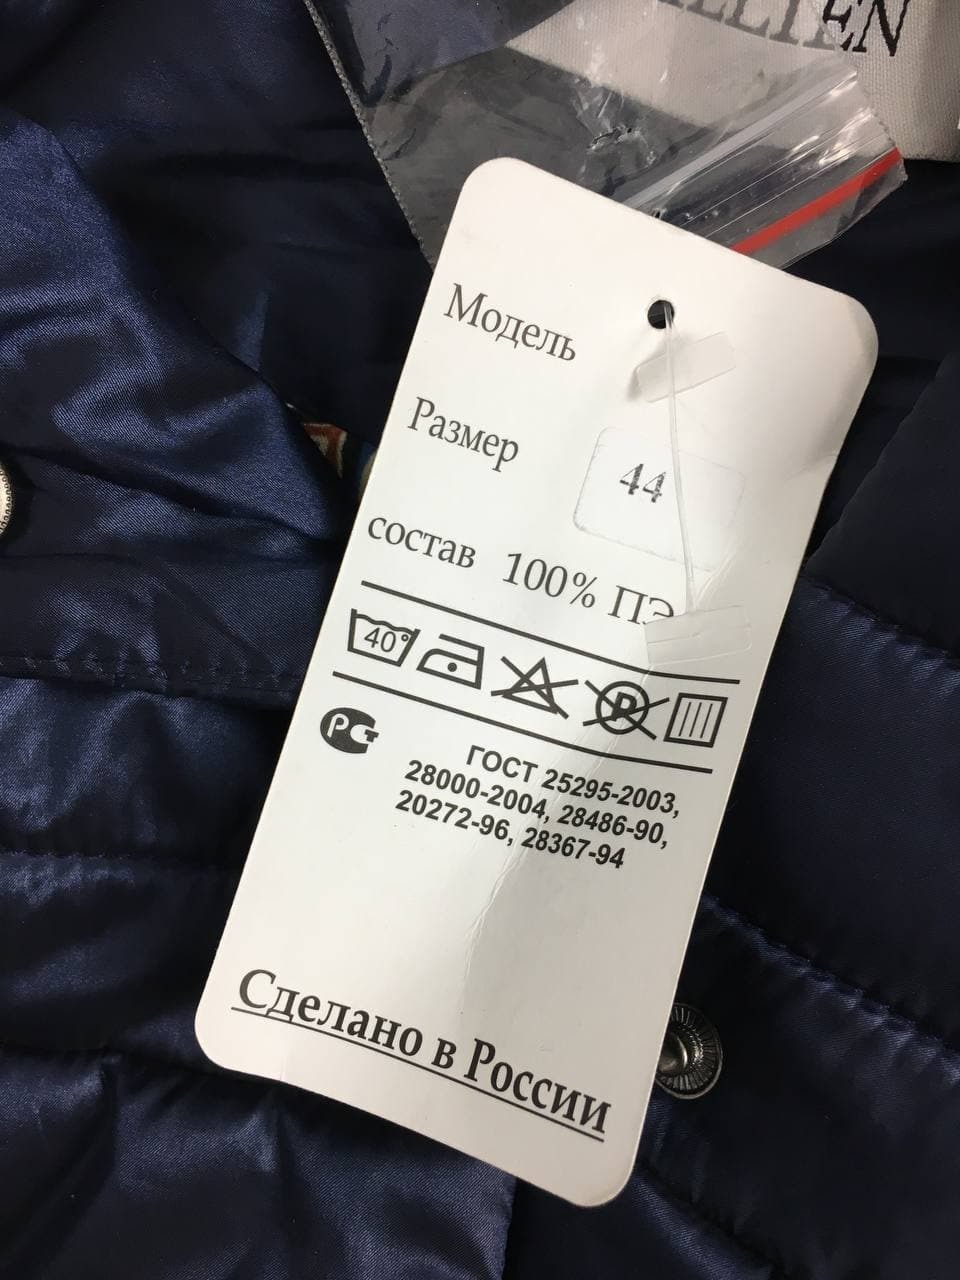 Модель
Размер 44
состав 100% ПЭ
40°
P
РСТ
ГОСТ 25295-2003,
28000-2004, 28486-90,
20272-96, 28367-94
Сделано в России